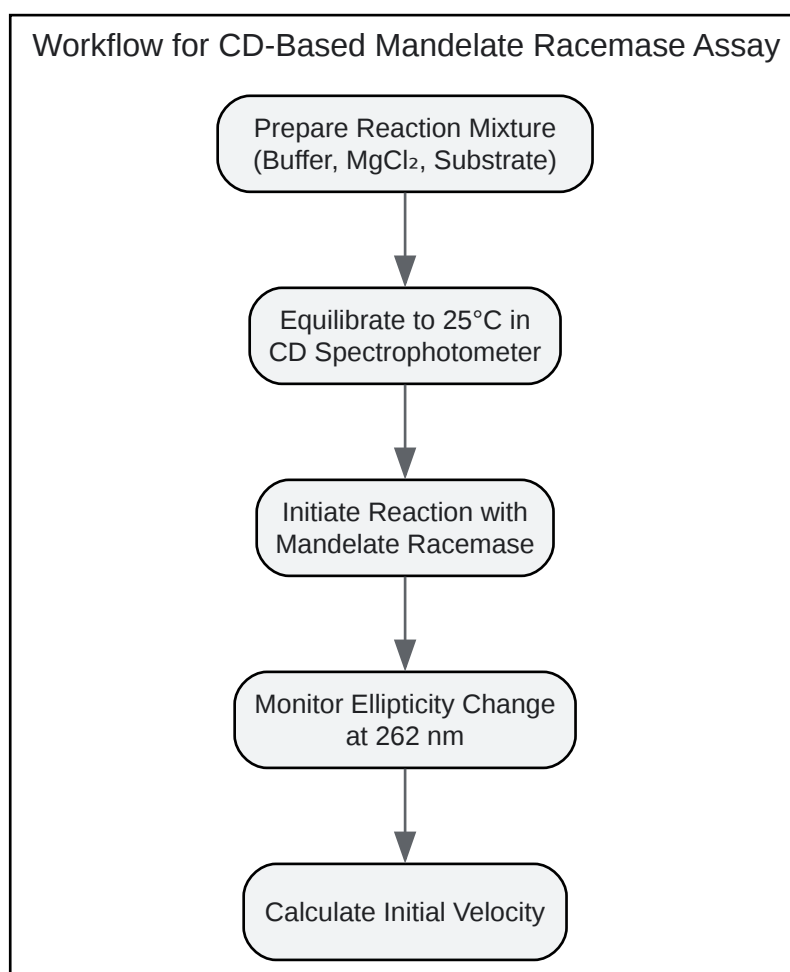 Workflow for CD-Based Mandelate Racemase Assay
Prepare Reaction Mixture
(Buffer, MgCl₂, Substrate)
Equilibrate to 25°C in
CD Spectrophotometer
Initiate Reaction with
Mandelate Racemase
Monitor Ellipticity Change
at 262 nm
Calculate Initial Velocity